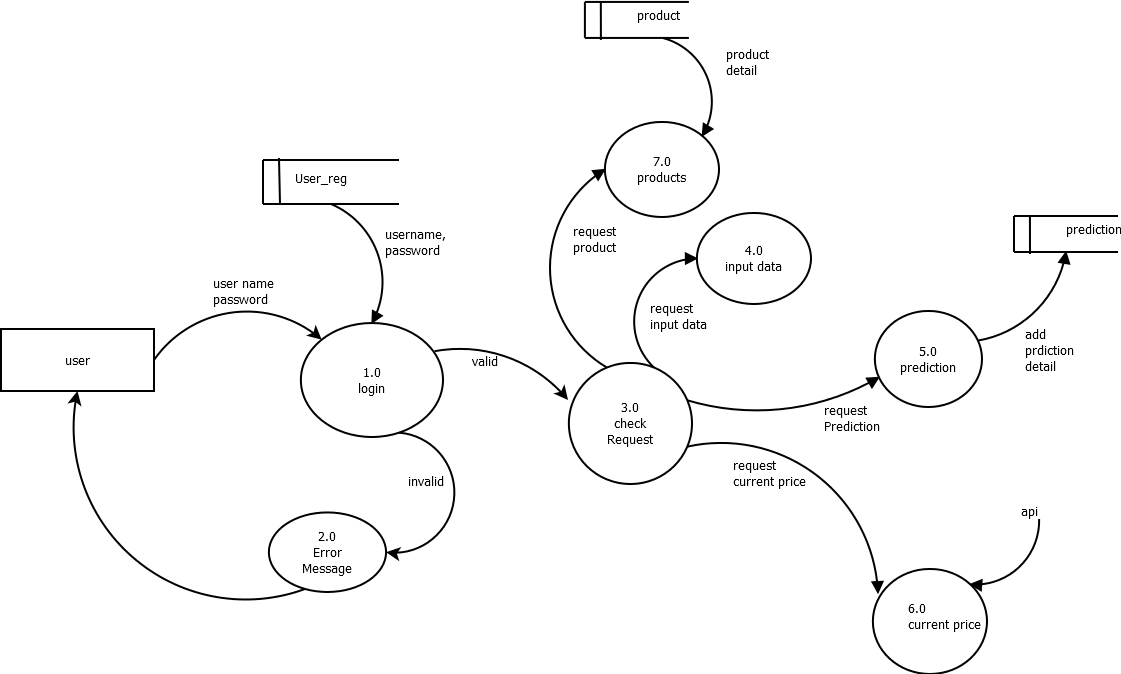 product
product
detail
7.0
products
User_reg
username,
password
request
product
4.0
input data
prediction
user name
password
request
input data
user
1.0
login
valid
5.0
prediction
add
prdiction
detail
3.0
check
Request
request
Prediction
request
current price
invalid
api
2.0
Error
Message
6.0
current price